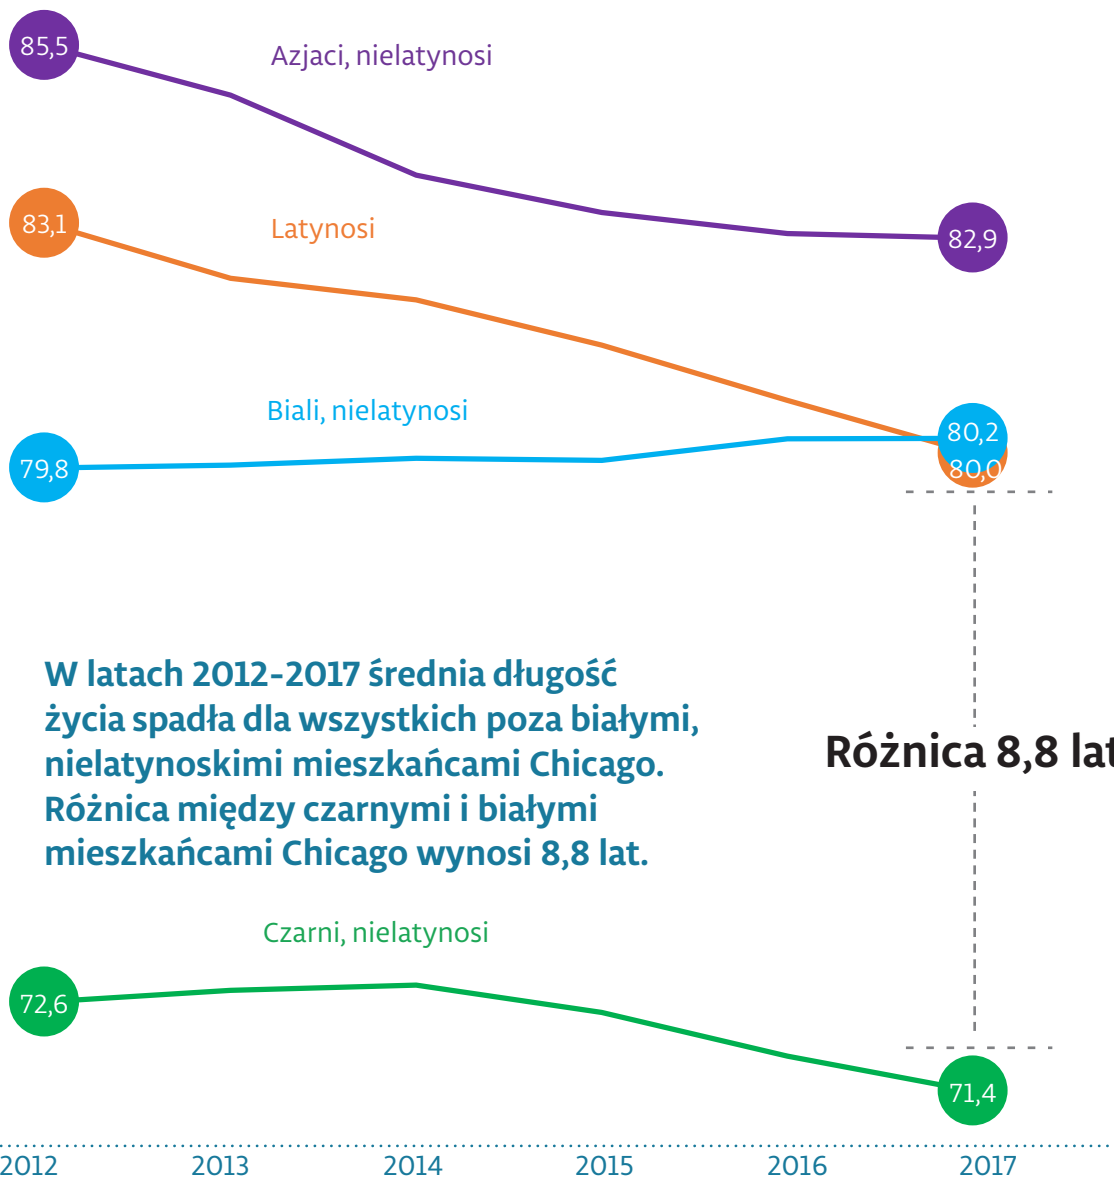 85,5
Azjaci, nielatynosi
83,1
Latynosi
82,9
Biali, nielatynosi
79,8
80,2
80,0
W latach 2012-2017 średnia długość
życia spadła dla wszystkich poza białymi,
nielatynoskimi mieszkańcami Chicago.
Różnica między czarnymi i białymi
mieszkańcami Chicago wynosi 8,8 lat.
Różnica 8,8 lat
Czarni, nielatynosi
72,6
71,4
2012 2013 2014 2015 2016 2017